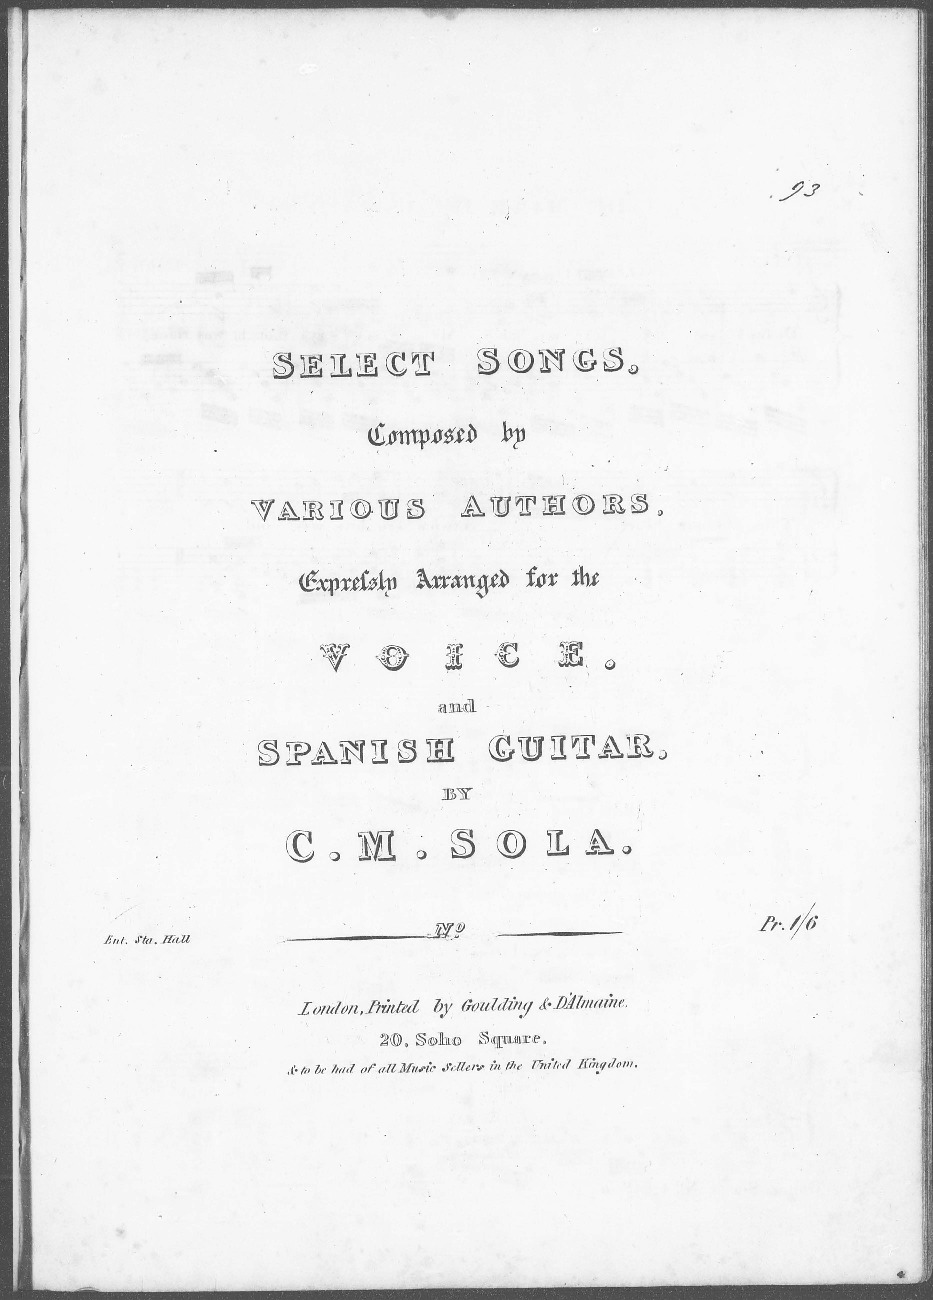 93
SELECT SONGS.
Composed by
VARIOUS AUTHORS,
Expreſsly Arranged for the
VOICE.
and
SPANISH GUITAR,
BY
C. M. SOLA.
Ent. Sta. Hall
Nº
Pr. 1/6
London, Printed by Goulding & D'Almaine.
20, Soho Square,
& to be had of all Music Sellers in the United Kingdom.